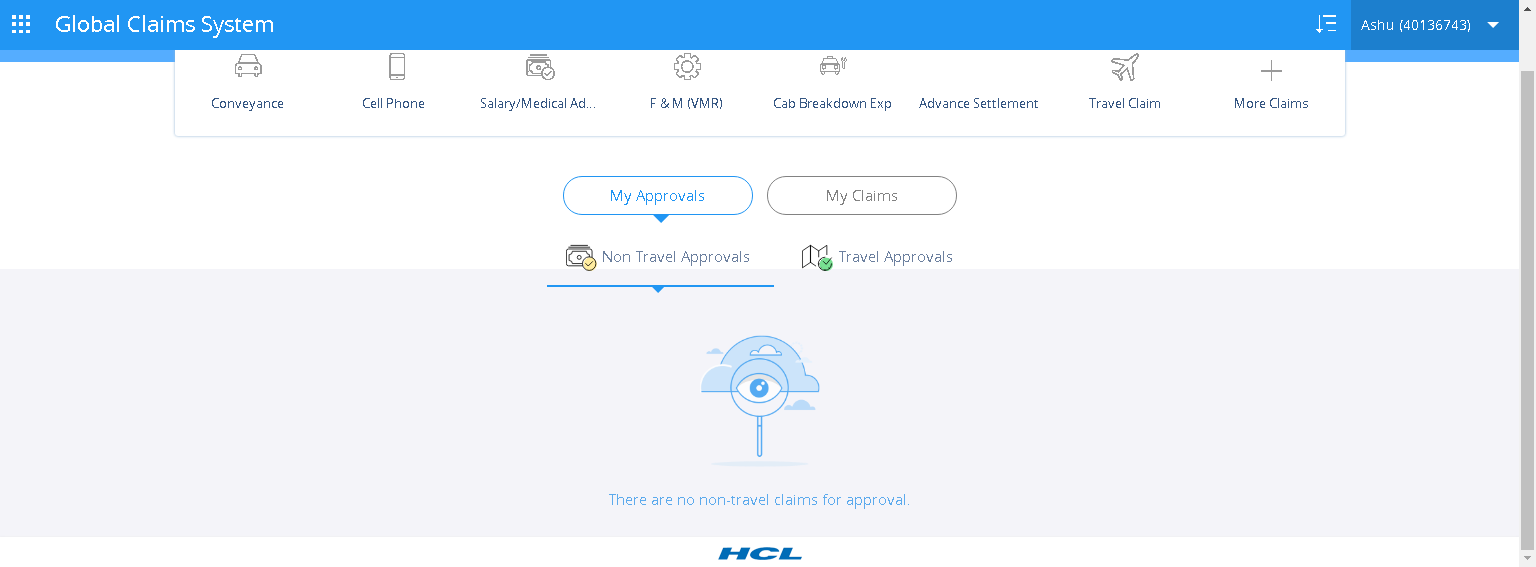 Global Claims System
Ashu (40136743)
Conveyance
Cell Phone
Salary/Medical Ad...
F & M (VMR)
Cab Breakdown Exp
Advance Settlement
Travel Claim
More Claims
My Approvals
My Claims
Non Travel Approvals
Travel Approvals
There are no non-travel claims for approval.
HCL